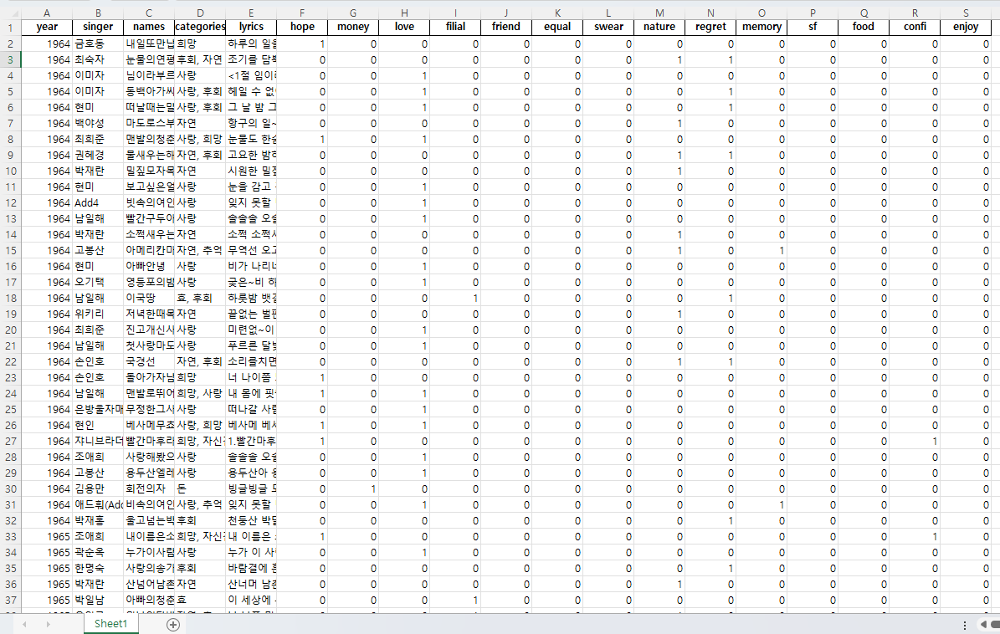 A B C D E F G H I J K L M N O P Q R S
1 year singer names categories lyrics hope money love filial friend equal swear nature regret memory sf food confi enjoy
2 1964 금호동 내일또만납 희망 하루의 일을 1 0 0 0 0 0 0 0 0 0 0 0 0 0
3 1964 최숙자 눈물의연평 후회, 자연 조기를 담뿍 0 0 0 0 0 0 0 1 1 0 0 0 0 0
4 1964 이미자 님이라부르 사랑 <1절 임이라 0 0 1 0 0 0 0 0 0 0 0 0 0 0
5 1964 이미자 동백아가씨 사랑, 후회 헤일 수 없이 0 0 1 0 0 0 0 0 1 0 0 0 0 0
6 1964 현미 떠날때는말 사랑, 후회 그 날 밤 그 0 0 1 0 0 0 0 0 1 0 0 0 0 0
7 1964 백야성 마도로스부 자연 항구의 일~ 0 0 0 0 0 0 0 1 0 0 0 0 0 0
8 1964 최희준 맨발의청춘 사랑, 희망 눈물도 한숨 1 0 1 0 0 0 0 0 0 0 0 0 0 0
9 1964 권혜경 물새우는해 자연, 후회 고요한 밤하 0 0 0 0 0 0 0 1 1 0 0 0 0 0
10 1964 박재란 밀짚모자목 자연 시원한 밀짚 0 0 0 0 0 0 0 1 0 0 0 0 0 0
11 1964 현미 보고싶은얼 사랑 눈을 감고 0 0 1 0 0 0 0 0 0 0 0 0 0 0
12 1964 Add4 빗속의여인 사랑 잊지 못할 0 0 1 0 0 0 0 0 0 0 0 0 0 0
13 1964 남일해 빨간구두아 사랑 솔솔솔 오솔 0 0 1 0 0 0 0 0 0 0 0 0 0 0
14 1964 박재란 소쩍새우는 자연 소쩍 소쩍새 0 0 0 0 0 0 0 1 0 0 0 0 0 0
15 1964 고봉산 아메리칸마 자연, 추억 무역선 오고 0 0 0 0 0 0 0 1 0 1 0 0 0 0
16 1964 현미 아빠안녕 사랑 비가 나리네 0 0 1 0 0 0 0 0 0 0 0 0 0 0
17 1964 오기택 영등포의밤 사랑 궂은~비 하 0 0 1 0 0 0 0 0 0 0 0 0 0 0
18 1964 남일해 이국땅 효, 후회 하룻밤 뱃길 0 0 0 1 0 0 0 0 1 0 0 0 0 0
19 1964 위키리 저녁한때목 자연 끝없는 벌판 0 0 0 0 0 0 0 1 0 0 0 0 0 0
20 1964 최희준 진고개신사 사랑 미련없~이 0 0 1 0 0 0 0 0 0 0 0 0 0 0
21 1964 남일해 첫사랑마도 사랑 푸르른 달빛 0 0 1 0 0 0 0 0 0 0 0 0 0 0
22 1964 손인호 국경선 자연, 후회 소리를치면 0 0 0 0 0 0 0 1 1 0 0 0 0 0
23 1964 손인호 돌아가자남 희망 너 나이쯤 1 0 0 0 0 0 0 0 0 0 0 0 0 0
24 1964 남일해 맨발로뛰어 희망, 사랑 내 몸에 핏 1 0 1 0 0 0 0 0 0 0 0 0 0 0
25 1964 은방울자매 무정한그사 사랑 떠나갈 사람 0 0 1 0 0 0 0 0 0 0 0 0 0 0
26 1964 현인 베사메무쵸 사랑, 희망 베사메 베사 1 0 1 0 0 0 0 0 0 0 0 0 0 0
27 1964 쟈니브라더 빨간마후라 희망, 자신감 1.빨간마후 1 0 0 0 0 0 0 0 0 0 0 0 1 0
28 1964 조애희 사랑해봤으 사랑 솔솔솔 오솔 0 0 1 0 0 0 0 0 0 0 0 0 0 0
29 1964 고봉산 용두산엘레 사랑 용두산아 용 0 0 1 0 0 0 0 0 0 0 0 0 0 0
30 1964 김용만 회전의자 돈 빙글빙글 도 0 1 0 0 0 0 0 0 0 0 0 0 0 0
31 1964 애드훠(Add 비속의여인 사랑, 추억 잊지 못할 0 0 1 0 0 0 0 0 0 1 0 0 0 0
32 1964 박재홍 울고넘는박 후회 천둥산 박달 0 0 0 0 0 0 0 0 1 0 0 0 0 0
33 1965 조애희 내이름은소 희망, 자신감 내 이름은 1 0 0 0 0 0 0 0 0 0 0 0 1 0
34 1965 곽순옥 누가이사람 사랑 누가 이 사 0 0 1 0 0 0 0 0 0 0 0 0 0 0
35 1965 한명숙 사랑의송가 후회 바람결에 흔 0 0 0 0 0 0 0 0 1 0 0 0 0 0
36 1965 박재란 산넘어남촌 자연 산너머 남촌 0 0 0 0 0 0 0 1 0 0 0 0 0 0
37 1965 박일남 아빠의청춘 효 이 세상에 0 0 0 1 0 0 0 0 0 0 0 0 0 0
Sheet1